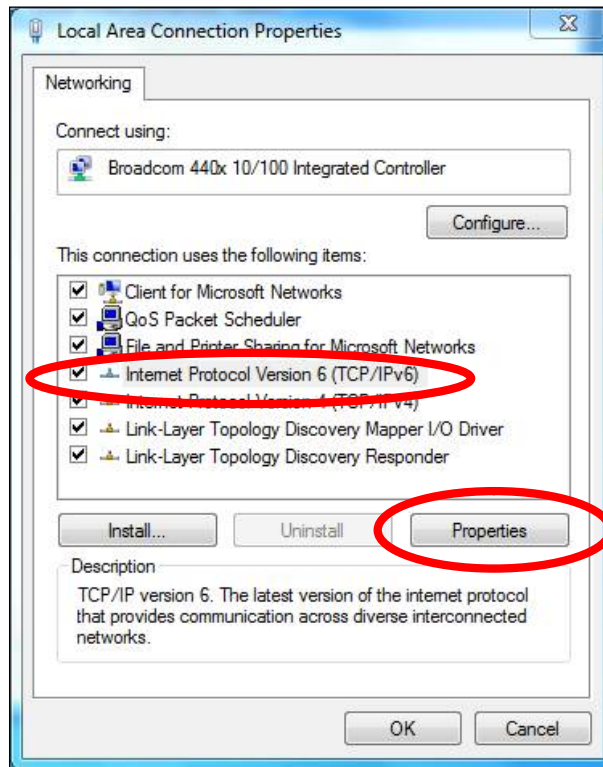 Local Area Connection Properties
Networking
Connect using:
Broadcom 440x 10/100 Integrated Controller
Configure...
This connection uses the following items:
Client for Microsoft Networks
QoS Packet Scheduler
File and Printer Sharing for Microsoft Networks
Internet Protocol Version 6 (TCP/IPv6)
Internet Protocol Version 4 (TCP/IPv4)
Link-Layer Topology Discovery Mapper I/O Driver
Link-Layer Topology Discovery Responder
Install...
Uninstall
Properties
Description
TCP/IP version 6. The latest version of the internet protocol
that provides communication across diverse interconnected
networks.
OK
Cancel